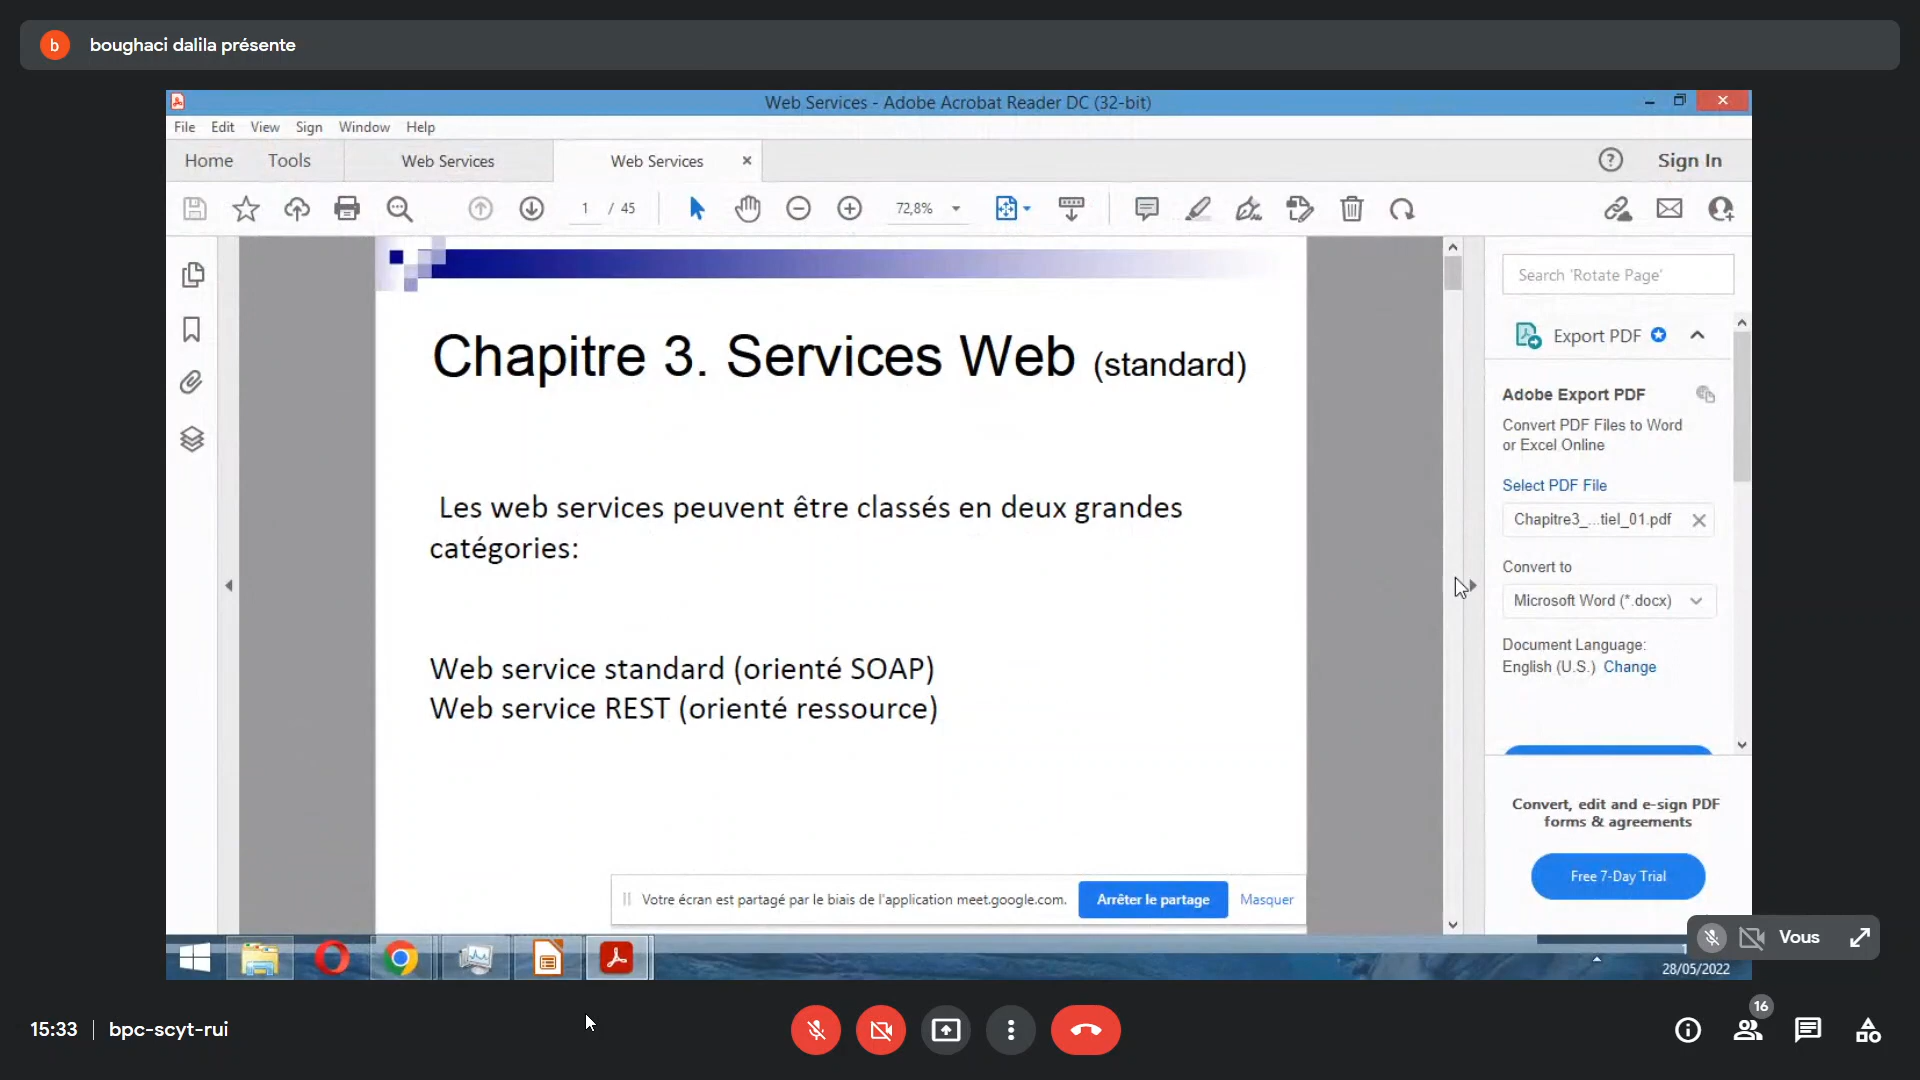 b boughaci dalila présente
Web Services - Adobe Acrobat Reader DC (32-bit)
File Edit View Sign Window Help
Home Tools Web Services Web Services Sign In
1 / 45 72,8%
Search 'Rotate Page'
Export PDF
Chapitre 3. Services Web (standard)
Les web services peuvent être classés en deux grandes
catégories:
Web service standard (orienté SOAP)
Web service REST (orienté ressource)
Adobe Export PDF
Convert PDF Files to Word
or Excel Online
Select PDF File
Chapitre3_...tiel_01.pdf
Convert to
Microsoft Word (*.docx)
Document Language:
English (U.S.) Change
Convert, edit and e-sign PDF
forms & agreements
Free 7-Day Trial
Votre écran est partagé par le biais de l'application meet.google.com. Arrêter le partage Masquer
Vous
28/05/2022
15:33 bpc-scyt-rui
16